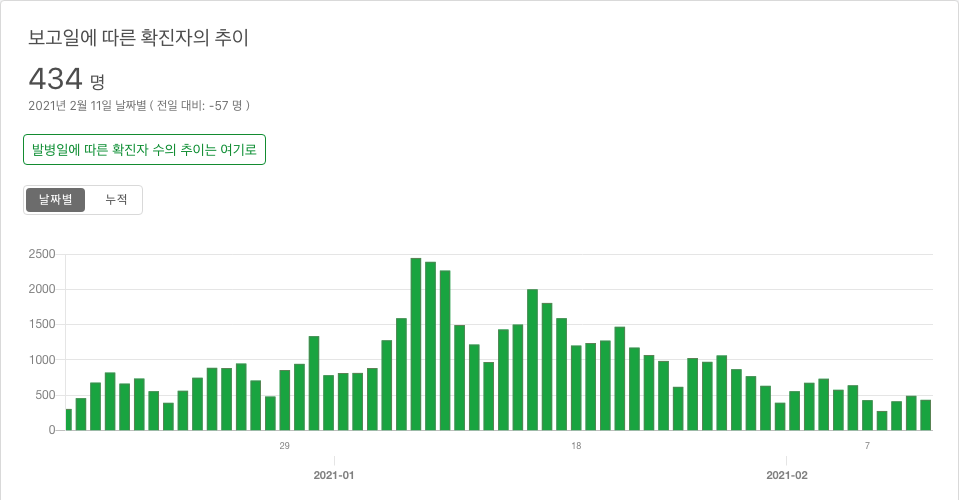 보고일에 따른 확진자의 추이
434 명
2021년 2월 11일 날짜별 ( 전일 대비: -57 명 )
발병일에 따른 확진자 수의 추이는 여기로
날짜별 누적
2500
2000
1500
1000
500
0
29 18 7
2021-01 2021-02